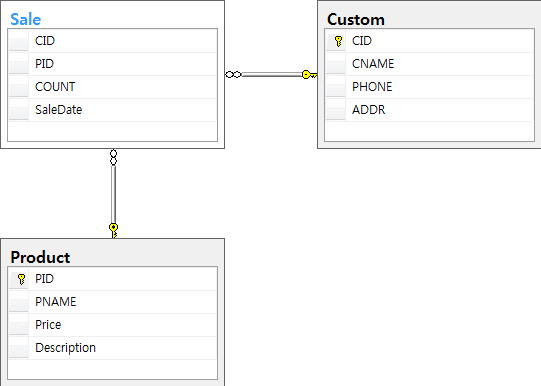 Sale
CID
PID
COUNT
SaleDate
Custom
CID
CNAME
PHONE
ADDR
Product
PID
PNAME
Price
Description